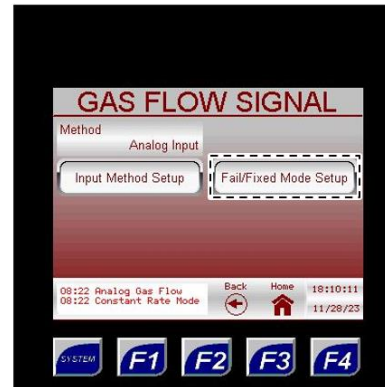 GAS FLOW SIGNAL
Method
Analog Input
Input Method Setup
Fail/Fixed Mode Setup
08:22 Analog Gas Flow
08:22 Constant Rate Mode
Back
Home
18:10:11
11/28/23
SYSTEM
F1
F2
F3
F4